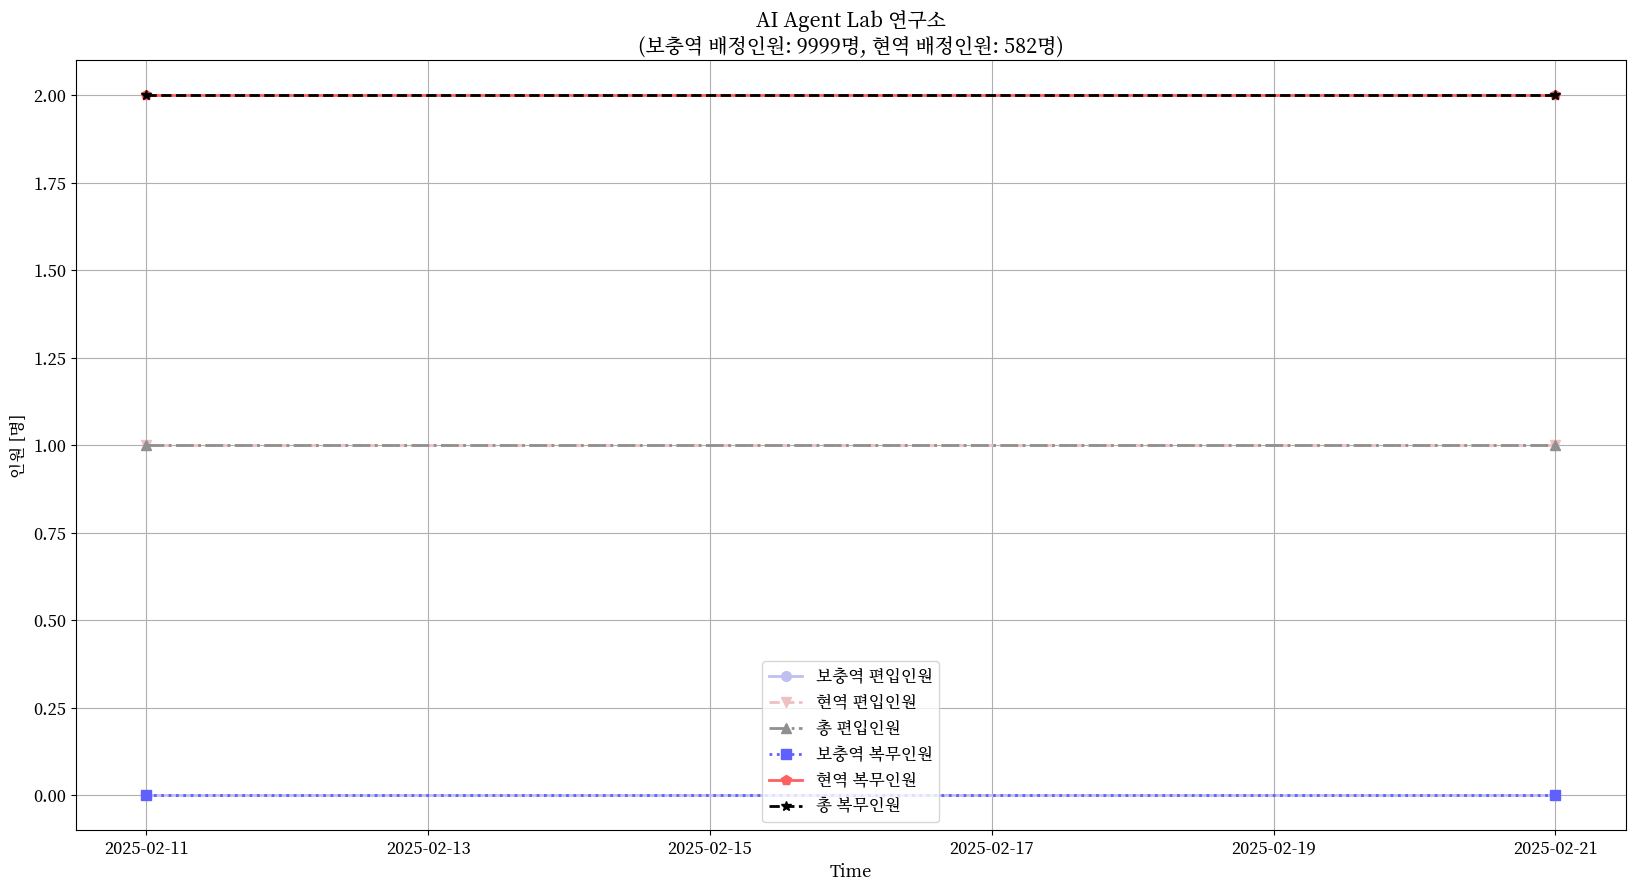 AI Agent Lab 연구소
(보충역 배정인원: 9999명, 현역 배정인원: 582명)
인원 [명]
2.00
1.75
1.50
1.25
1.00
0.75
0.50
0.25
0.00
보충역 편입인원
현역 편입인원
총 편입인원
보충역 복무인원
현역 복무인원
총 복무인원
2025-02-11 2025-02-13 2025-02-15 2025-02-17 2025-02-19 2025-02-21
Time